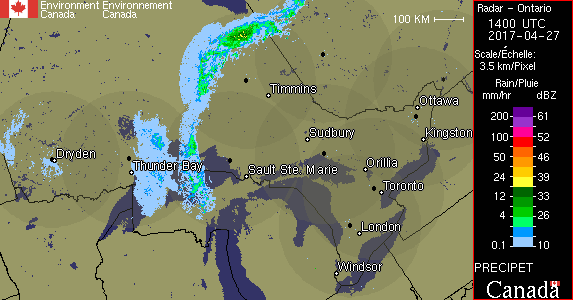 Environment Environnement
Canada Canada
100 KM
Timmins
Ottawa
Sudbury
Kingston
Dryden
Thunder Bay
Sault Ste. Marie
Orillia
Toronto
London
Windsor
Radar - Ontario
1400 UTC
2017-04-27
Scale/Échelle:
3.5 km/Pixel
Rain/Pluie
mm/hr dBZ
200 61
100 52
50 46
24 39
12 33
4 26
0.1 10
PRECIPET
Canada